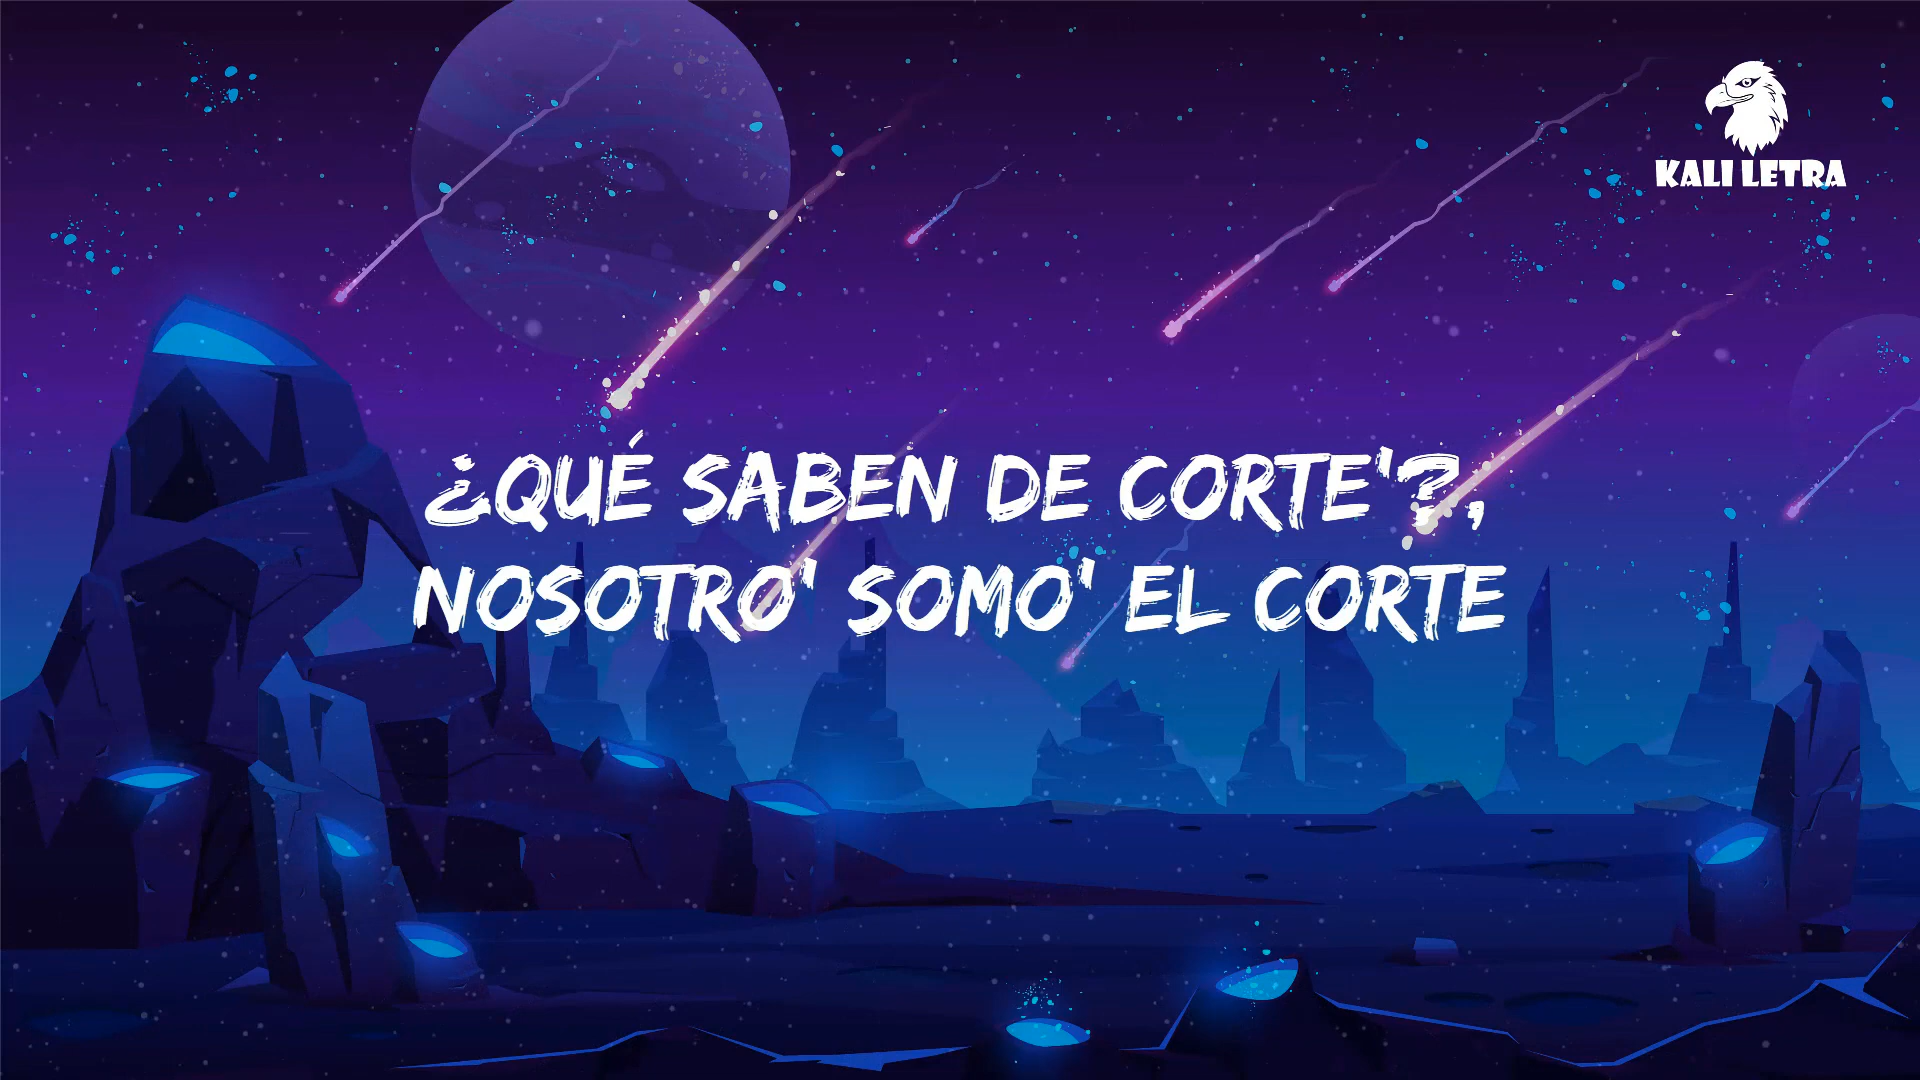 KALI LETRA
¿QUÉ SABEN DE CORTE'?,
NOSOTRO' SOMO' EL CORTE